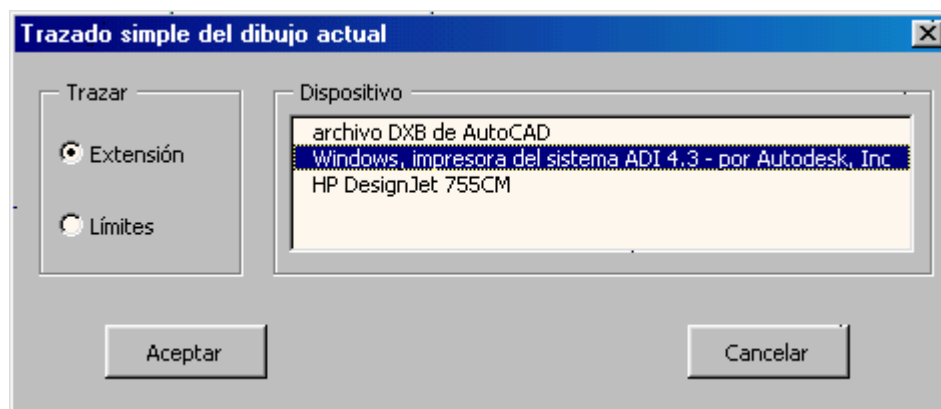 Trazado simple del dibujo actual
Trazar
Extensión
Límites
Dispositivo
archivo DXB de AutoCAD
Windows, impresora del sistema ADI 4.3 - por Autodesk, Inc
HP DesignJet 755CM
Aceptar
Cancelar